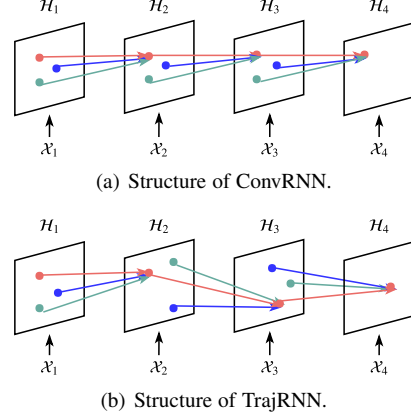 ℋ₁ ℋ₂ ℋ₃ ℋ₄
𝒳₁ 𝒳₂ 𝒳₃ 𝒳₄
(a) Structure of ConvRNN.
ℋ₁ ℋ₂ ℋ₃ ℋ₄
𝒳₁ 𝒳₂ 𝒳₃ 𝒳₄
(b) Structure of TrajRNN.